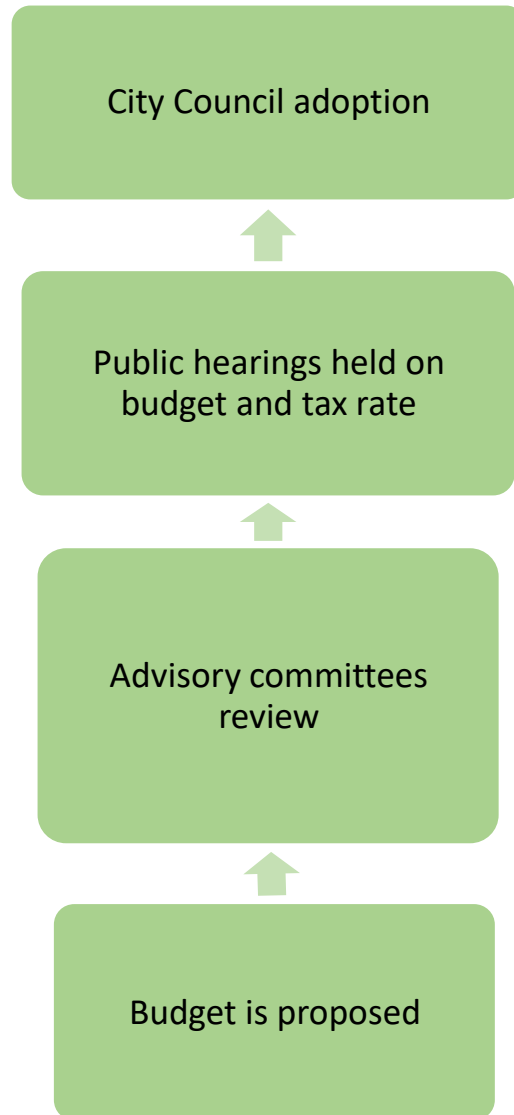 City Council adoption
Public hearings held on
budget and tax rate
Advisory committees
review
Budget is proposed